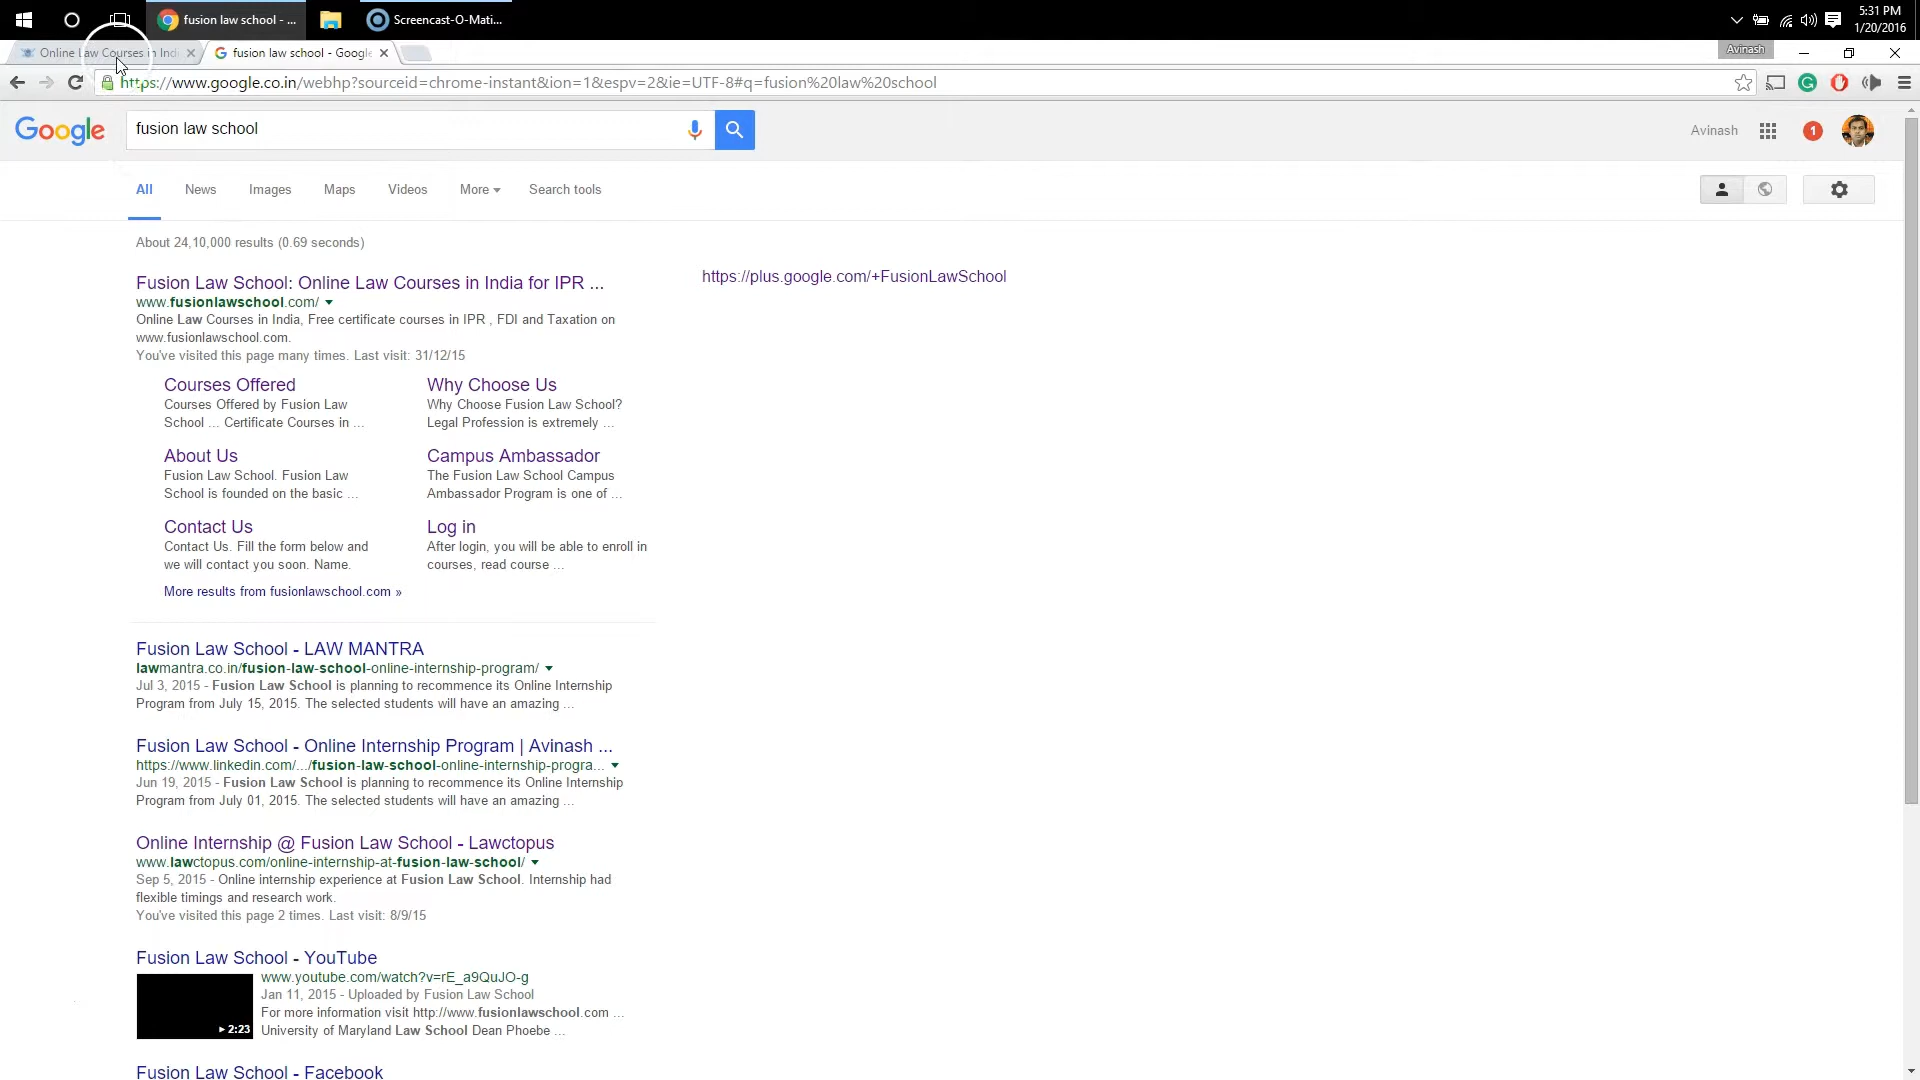 fusion law school - ...
Screencast-O-Mati...
5:31 PM
1/20/2016
Online Law Courses in Indi
fusion law school - Google
Avinash
https://www.google.co.in/webhp?sourceid=chrome-instant&ion=1&espv=2&ie=UTF-8#q=fusion%20law%20school
Google
fusion law school
Avinash
1
All
News
Images
Maps
Videos
More
Search tools
About 24,10,000 results (0.69 seconds)
Fusion Law School: Online Law Courses in India for IPR ...
www.fusionlawschool.com/
Online Law Courses in India, Free certificate courses in IPR , FDI and Taxation on
www.fusionlawschool.com.
You've visited this page many times. Last visit: 31/12/15
https://plus.google.com/+FusionLawSchool
Courses Offered
Courses Offered by Fusion Law
School ... Certificate Courses in ...
Why Choose Us
Why Choose Fusion Law School?
Legal Profession is extremely ...
About Us
Fusion Law School. Fusion Law
School is founded on the basic ...
Campus Ambassador
The Fusion Law School Campus
Ambassador Program is one of ...
Contact Us
Contact Us. Fill the form below and
we will contact you soon. Name.
Log in
After login, you will be able to enroll in
courses, read course ...
More results from fusionlawschool.com »
Fusion Law School - LAW MANTRA
lawmantra.co.in/fusion-law-school-online-internship-program/
Jul 3, 2015 - Fusion Law School is planning to recommence its Online Internship
Program from July 15, 2015. The selected students will have an amazing ...
Fusion Law School - Online Internship Program | Avinash ...
https://www.linkedin.com/.../fusion-law-school-online-internship-progra...
Jun 19, 2015 - Fusion Law School is planning to recommence its Online Internship
Program from July 01, 2015. The selected students will have an amazing ...
Online Internship @ Fusion Law School - Lawctopus
www.lawctopus.com/online-internship-at-fusion-law-school/
Sep 5, 2015 - Online internship experience at Fusion Law School. Internship had
flexible timings and research work.
You've visited this page 2 times. Last visit: 8/9/15
Fusion Law School - YouTube
www.youtube.com/watch?v=rE_a9QuJO-g
Jan 11, 2015 - Uploaded by Fusion Law School
For more information visit http://www.fusionlawschool.com ...
University of Maryland Law School Dean Phoebe ...
2:23
Fusion Law School - Facebook